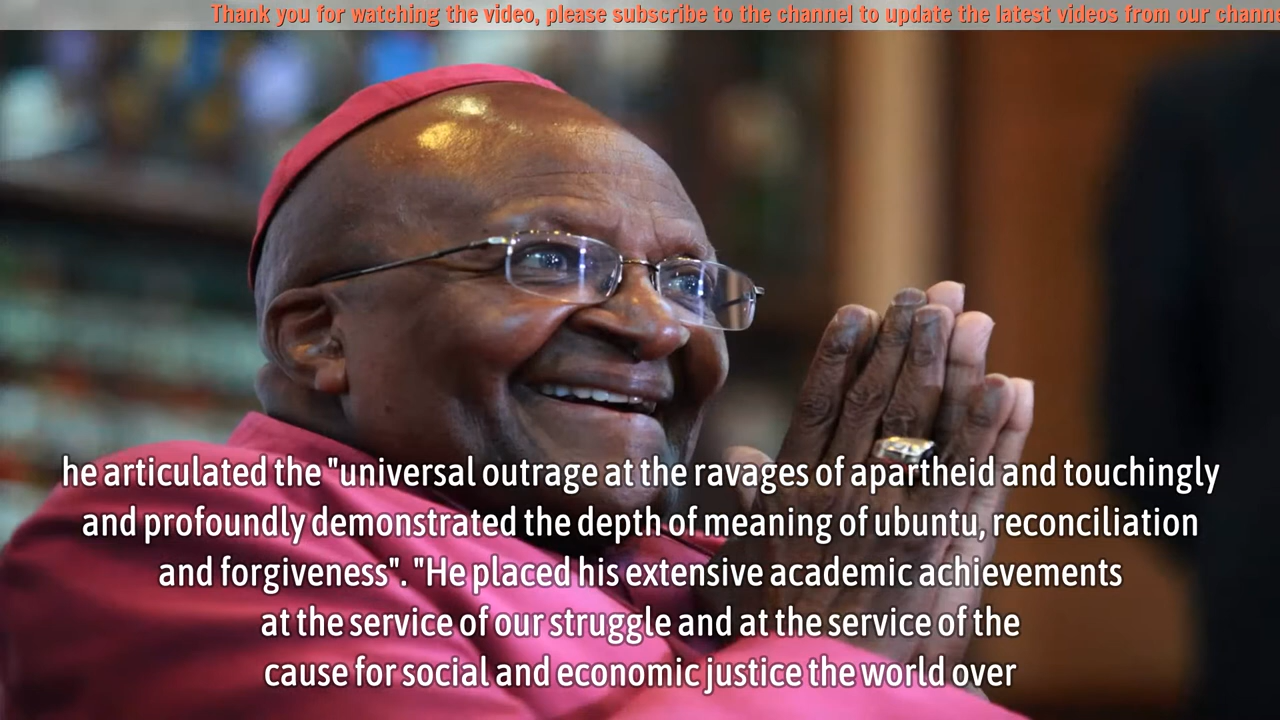 Thank you for watching the video, please subscribe to the channel to update the latest videos from our channe
he articulated the "universal outrage at the ravages of apartheid and touchingly
and profoundly demonstrated the depth of meaning of ubuntu, reconciliation
and forgiveness". "He placed his extensive academic achievements
at the service of our struggle and at the service of the
cause for social and economic justice the world over